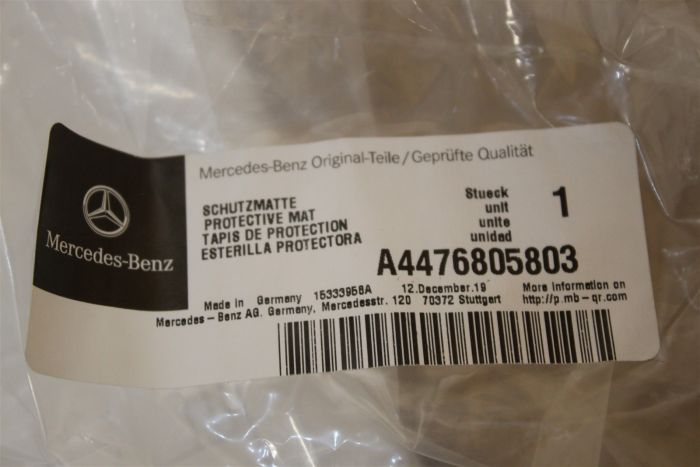 Mercedes-Benz Original-Teile/Geprüfte Qualität
Mercedes-Benz
SCHUTZMATTE
PROTECTIVE MAT
TAPIS DE PROTECTION
ESTERILLA PROTECTORA
Stueck
unit
unite
unidad
1
A4476805803
Made in Germany 15333958A 12.December.19
Mercedes-Benz AG. Germany, Mercedesstr. 120 70372 Stuttgart
More Information on
http://p.mb-qr.com